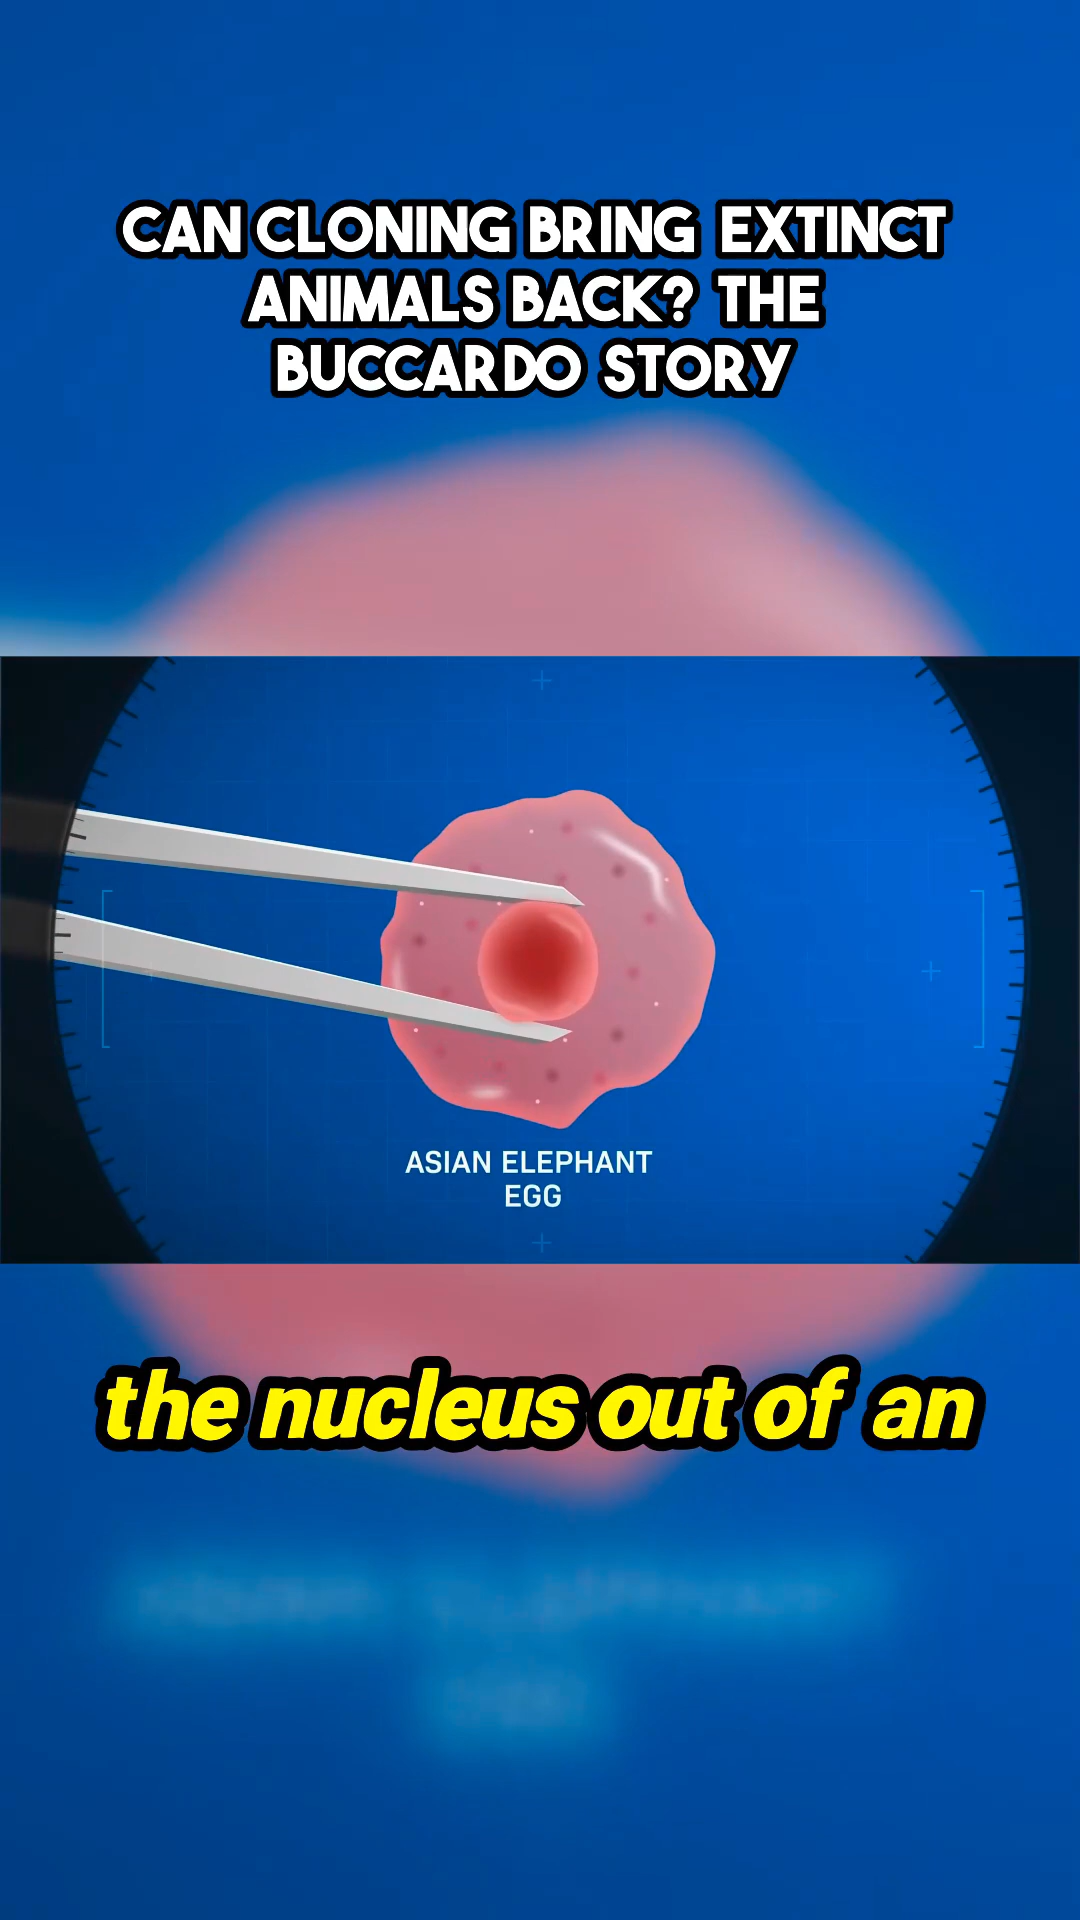 CAN CLONING BRING EXTINCT
ANIMALS BACK? THE
BUCCARDO STORY
ASIAN ELEPHANT
EGG
the nucleus out of an